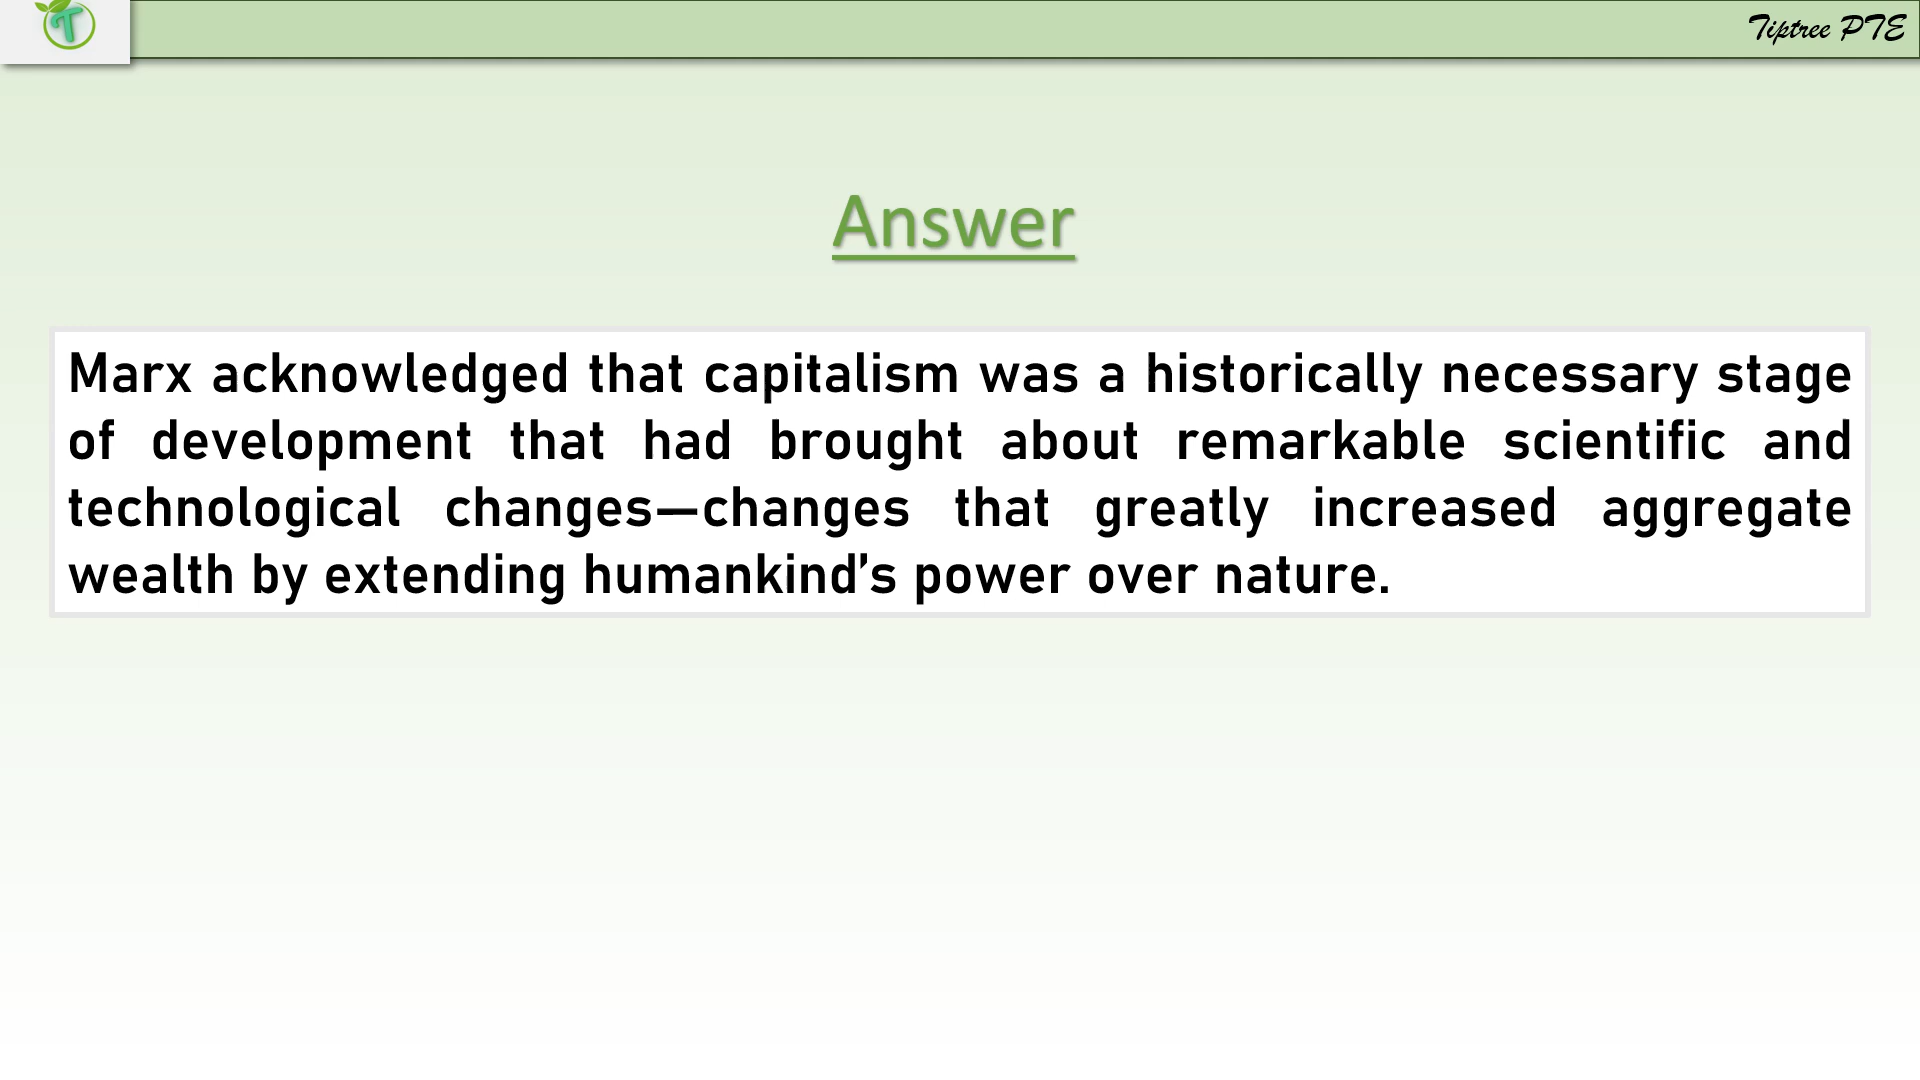 T
Tiptree PTE
Answer
Marx acknowledged that capitalism was a historically necessary stage
of development that had brought about remarkable scientific and
technological changes—changes that greatly increased aggregate
wealth by extending humankind’s power over nature.